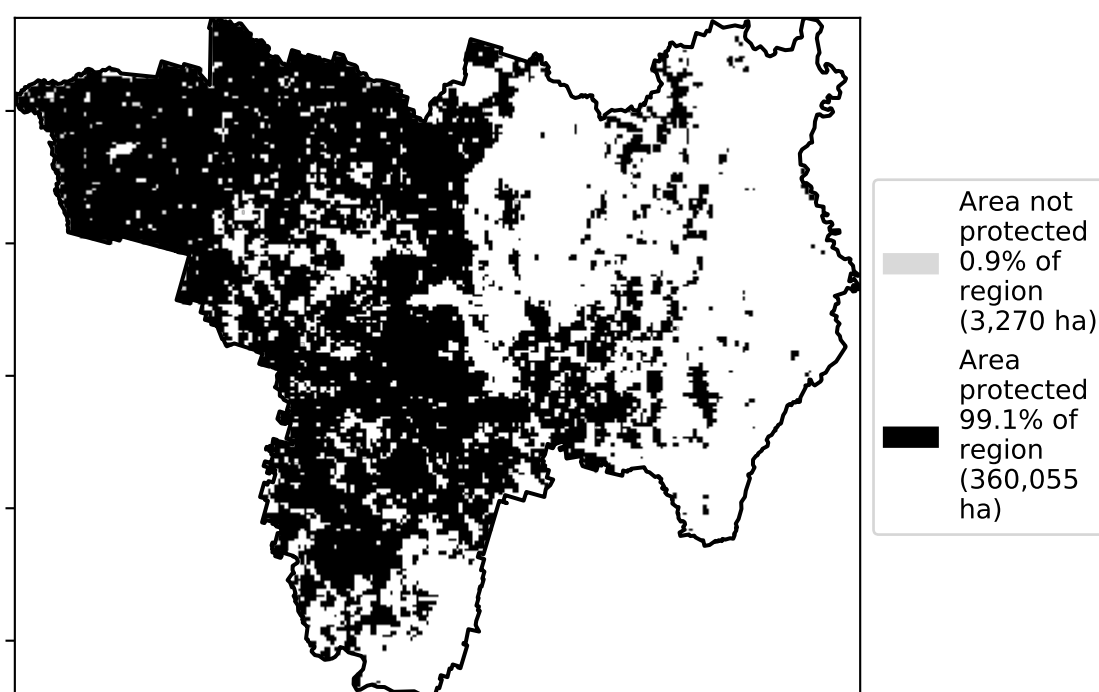 Area not
protected
0.9% of
region
(3,270 ha)
Area
protected
99.1% of
region
(360,055
ha)